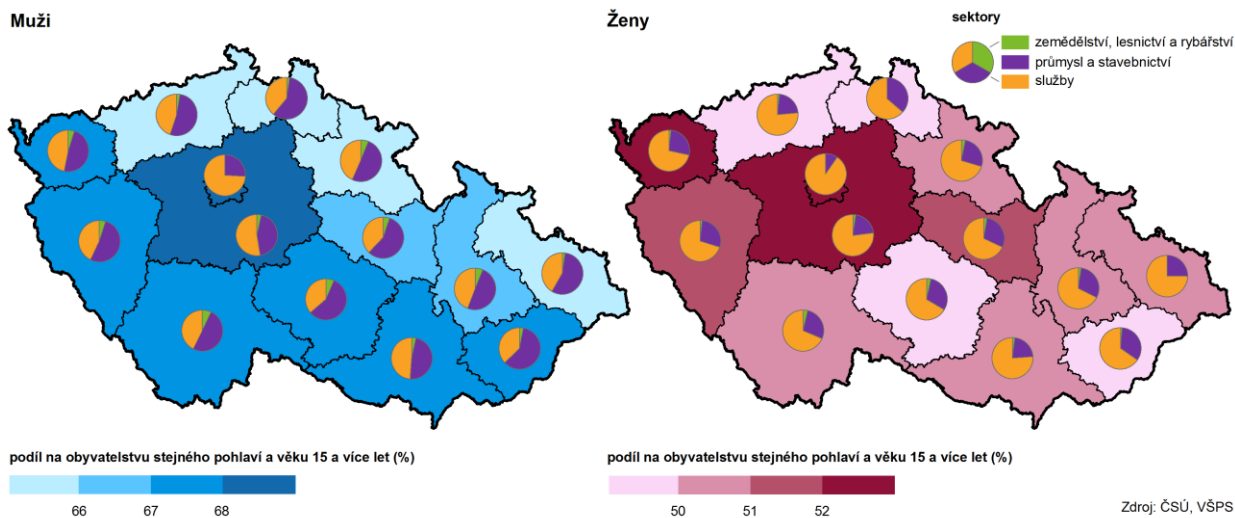 Muži
Ženy
sektory
zemědělství, lesnictví a rybářství
průmysl a stavebnictví
služby
podíl na obyvatelstvu stejného pohlaví a věku 15 a více let (%)
66 67 68
podíl na obyvatelstvu stejného pohlaví a věku 15 a více let (%)
50 51 52
Zdroj: ČSÚ, VŠPS